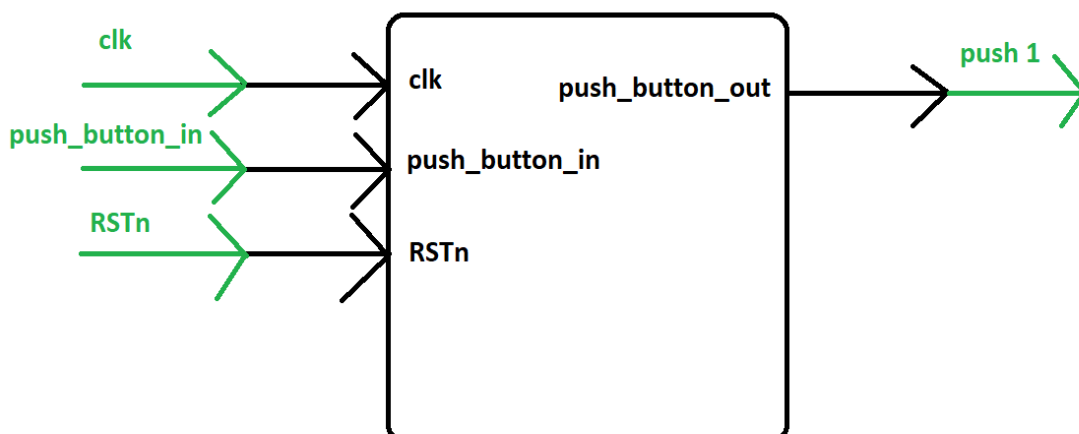 clk
push 1
clk
push_button_out
push_button_in
push_button_in
RSTn
RSTn